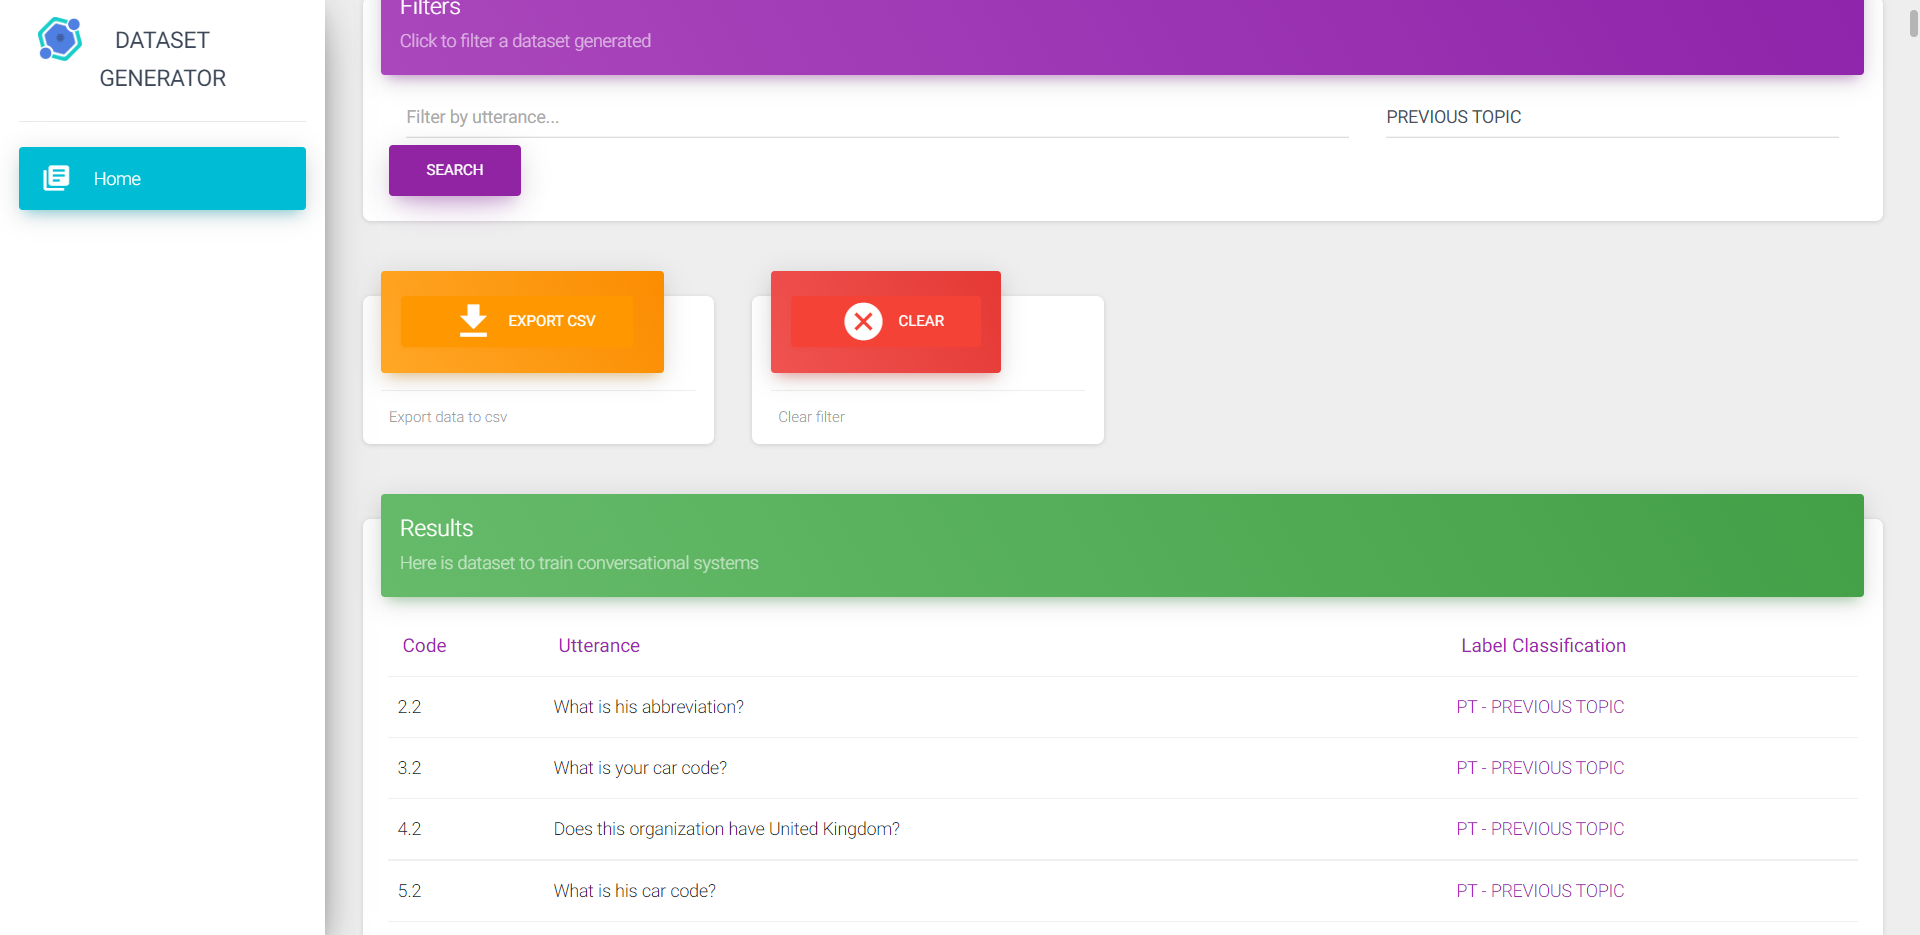 DATASET
GENERATOR
Home
Filters
Click to filter a dataset generated
Filter by utterance...
PREVIOUS TOPIC
SEARCH
EXPORT CSV
CLEAR
Export data to csv
Clear filter
Results
Here is dataset to train conversational systems
Code Utterance Label Classification
2.2 What is his abbreviation? PT - PREVIOUS TOPIC
3.2 What is your car code? PT - PREVIOUS TOPIC
4.2 Does this organization have United Kingdom? PT - PREVIOUS TOPIC
5.2 What is his car code? PT - PREVIOUS TOPIC